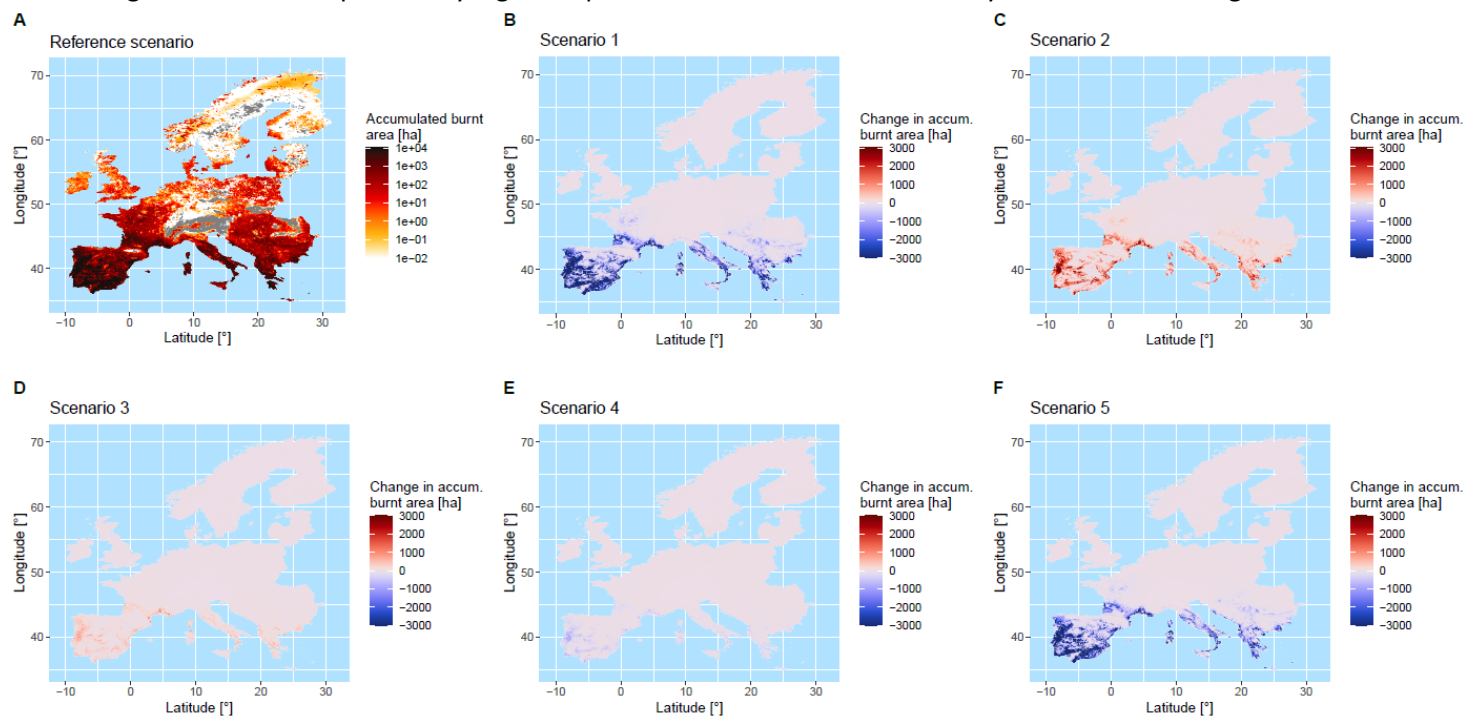 A
Reference scenario
70
60
50
40
−10
0
10
20
30
Longitude [°]
Latitude [°]
Accumulated burnt
area [ha]
1e+04
1e+03
1e+02
1e+01
1e+00
1e−01
1e−02
B
Scenario 1
70
60
50
40
−10
0
10
20
30
Longitude [°]
Latitude [°]
Change in accum.
burnt area [ha]
3000
2000
1000
0
−1000
−2000
−3000
C
Scenario 2
70
60
50
40
−10
0
10
20
30
Longitude [°]
Latitude [°]
Change in accum.
burnt area [ha]
3000
2000
1000
0
−1000
−2000
−3000
D
Scenario 3
70
60
50
40
−10
0
10
20
30
Longitude [°]
Latitude [°]
Change in accum.
burnt area [ha]
3000
2000
1000
0
−1000
−2000
−3000
E
Scenario 4
70
60
50
40
−10
0
10
20
30
Longitude [°]
Latitude [°]
Change in accum.
burnt area [ha]
3000
2000
1000
0
−1000
−2000
−3000
F
Scenario 5
70
60
50
40
−10
0
10
20
30
Longitude [°]
Latitude [°]
Change in accum.
burnt area [ha]
3000
2000
1000
0
−1000
−2000
−3000